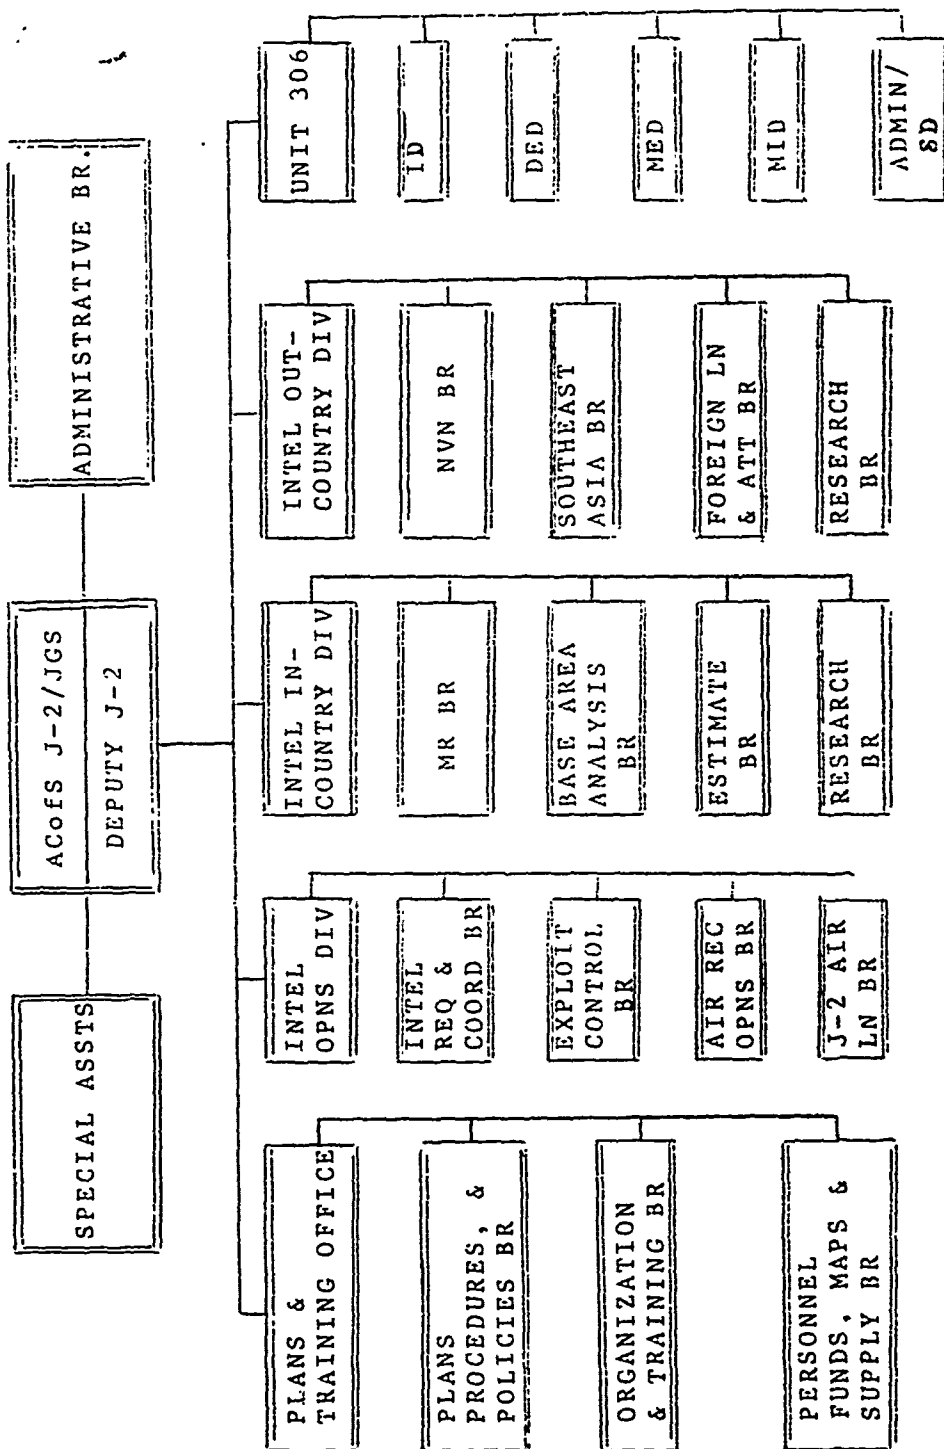 SPECIAL ASSTS
ACofS J-2/JGS
DEPUTY J-2
ADMINISTRATIVE BR.
PLANS &
TRAINING OFFICE
PLANS
PROCEDURES, &
POLICIES BR
ORGANIZATION
& TRAINING BR
PERSONNEL
FUNDS, MAPS &
SUPPLY BR
INTEL
OPNS DIV
INTEL
REQ &
COORD BR
EXPLOIT
CONTROL
BR
AIR REC
OPNS BR
J-2 AIR
LN BR
INTEL IN-
COUNTRY DIV
MR BR
BASE AREA
ANALYSIS
BR
ESTIMATE
BR
RESEARCH
BR
INTEL OUT-
COUNTRY DIV
NVN BR
SOUTHEAST
ASIA BR
FOREIGN LN
& ATT BR
RESEARCH
BR
UNIT 306
ID
DED
MED
MID
ADMIN/
SD